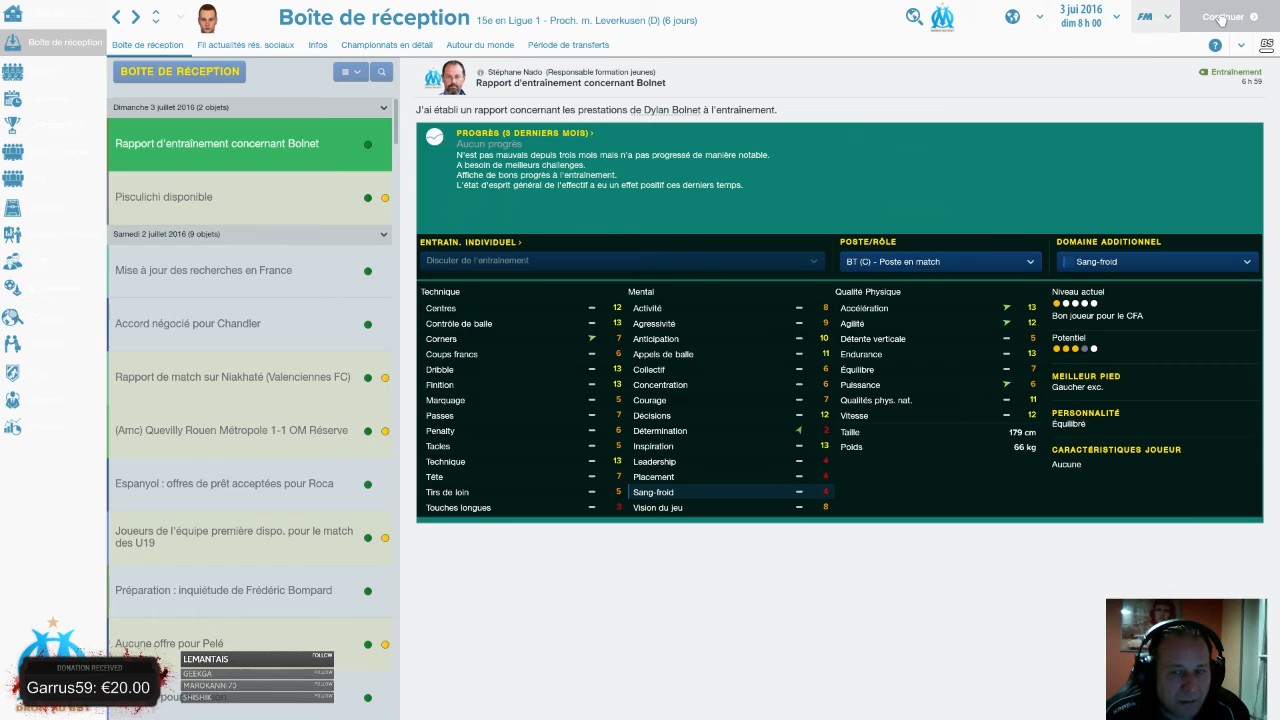 Boîte de réception
15e en Ligue 1 - Proch. m. Leverkusen (D) (6 jours)
3 jui 2016
dim 8 h 00
FM
Continuer
Boîte de réception
Boîte de réception
Fil actualités rés. sociaux
Infos
Championnats en détail
Autour du monde
Période de transferts
BOîTE DE RéCEPTION
Dimanche 3 juillet 2016 (2 objets)
Rapport d'entraînement concernant Bolnet
Pisculichi disponible
Samedi 2 juillet 2016 (9 objets)
Mise à jour des recherches en France
Accord négocié pour Chandler
Rapport de match sur Niakhaté (Valenciennes FC)
(Amc) Quevilly Rouen Métropole 1-1 OM Réserve
Espanyol : offres de prêt acceptées pour Roca
Joueurs de l'équipe première dispo. pour le match
des U19
Préparation : inquiétude de Frédéric Bompard
Aucune offre pour Pelé
Stéphane Nado (Responsable formation jeunes)
Rapport d'entraînement concernant Bolnet
Entraînement
6 h 59
J'ai établi un rapport concernant les prestations de Dylan Bolnet à l'entraînement.
PROGRÈS (3 DERNIERS MOIS) ›
Aucun progrès
N'est pas mauvais depuis trois mois mais n'a pas progressé de manière notable.
A besoin de meilleurs challenges.
Affiche de bons progrès à l'entraînement.
L'état d'esprit général de l'effectif a eu un effet positif ces derniers temps.
ENTRAÎN. INDIVIDUEL ›
Discuter de l'entraînement
POSTE/RÔLE
BT (C) - Poste en match
DOMAINE ADDITIONNEL
Sang-froid
Technique
Centres 12
Contrôle de balle 13
Corners 7
Coups francs 6
Dribble 13
Finition 13
Marquage 5
Passes 7
Penalty 6
Tacles 5
Technique 13
Tête 7
Tirs de loin 5
Touches longues 3
Mental
Activité 8
Agressivité 9
Anticipation 10
Appels de balle 11
Collectif 6
Concentration 6
Courage 7
Décisions 12
Détermination 2
Inspiration 13
Leadership 4
Placement 4
Sang-froid 4
Vision du jeu 8
Qualité Physique
Accélération 13
Agilité 12
Détente verticale 5
Endurance 13
Équilibre 7
Puissance 6
Qualités phys. nat. 11
Vitesse 12
Taille 179 cm
Poids 66 kg
Niveau actuel
Bon joueur pour le CFA
Potentiel
MEILLEUR PIED
Gaucher exc.
PERSONNALITÉ
Équilibré
CARACTÉRISTIQUES JOUEUR
Aucune
DONATION RECEIVED
Garrus59: €20.00
LEMANTAIS FOLLOW
GEEKGA FOLLOW
MAROKANNI70 FOLLOW
SHISHIK FOLLOW